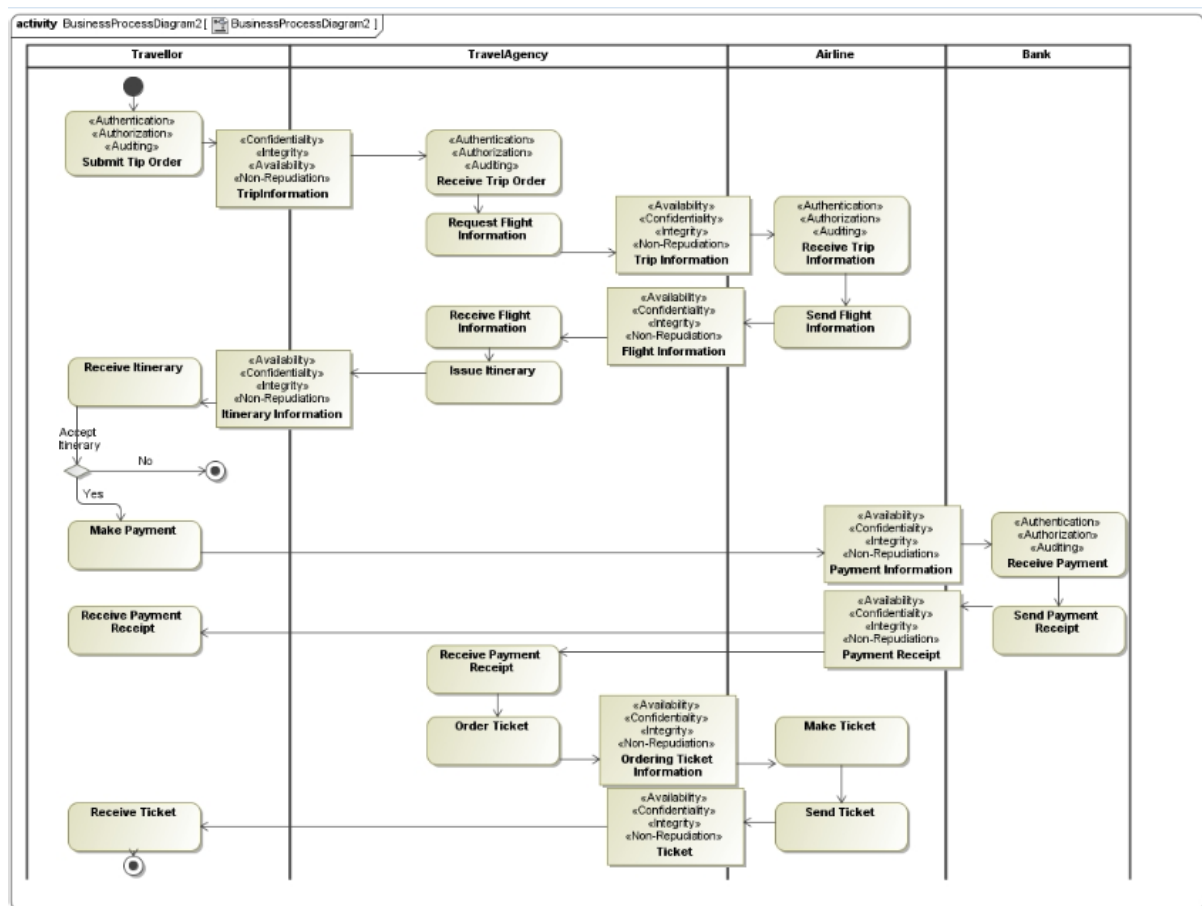 activity BusinessProcessDiagram2 [ BusinessProcessDiagram2 ]
Travellor
TravelAgency
Airline
Bank
«Authentication»
«Authorization»
«Auditing»
Submit Tip Order
«Confidentiality»
«Integrity»
«Availability»
«Non-Repudiation»
TripInformation
«Authentication»
«Authorization»
«Auditing»
Receive Trip Order
Request Flight
Information
«Availability»
«Confidentiality»
«Integrity»
«Non-Repudiation»
Trip Information
«Authentication»
«Authorization»
«Auditing»
Receive Trip
Information
Send Flight
Information
«Availability»
«Confidentiality»
«Integrity»
«Non-Repudiation»
Flight Information
Receive Flight
Information
Issue Itinerary
«Availability»
«Confidentiality»
«Integrity»
«Non-Repudiation»
Itinerary Information
Receive Itinerary
Accept
Itinerary
No
Yes
Make Payment
«Availability»
«Confidentiality»
«Integrity»
«Non-Repudiation»
Payment Information
«Authentication»
«Authorization»
«Auditing»
Receive Payment
Send Payment
Receipt
«Availability»
«Confidentiality»
«Integrity»
«Non-Repudiation»
Payment Receipt
Receive Payment
Receipt
Receive Payment
Receipt
Order Ticket
«Availability»
«Confidentiality»
«Integrity»
«Non-Repudiation»
Ordering Ticket
Information
Make Ticket
Send Ticket
«Availability»
«Confidentiality»
«Integrity»
«Non-Repudiation»
Ticket
Receive Ticket